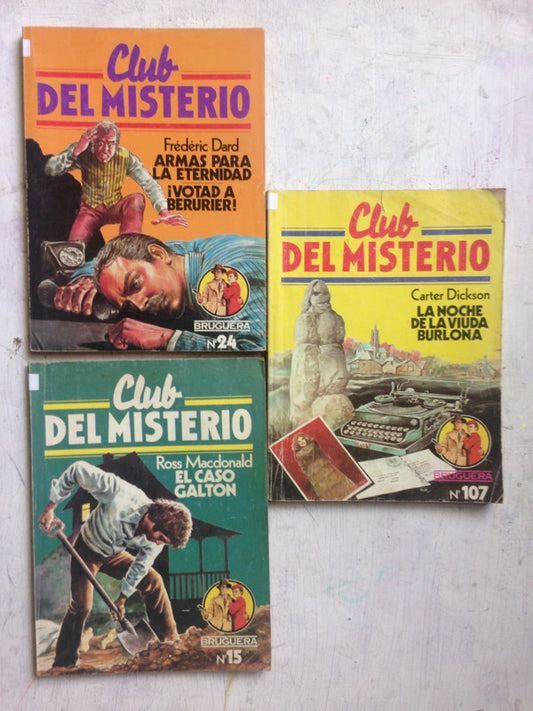 Club
DEL MISTERIO
Frédéric Dard
ARMAS PARA
LA ETERNIDAD
¡VOTAD A
BERURIER!
BRUGUERA
Nº24
Club
DEL MISTERIO
Carter Dickson
LA NOCHE
DE LA VIUDA
BURLONA
BRUGUERA
Nº107
Club
DEL MISTERIO
Ross Macdonald
EL CASO
GALTON
BRUGUERA
Nº15